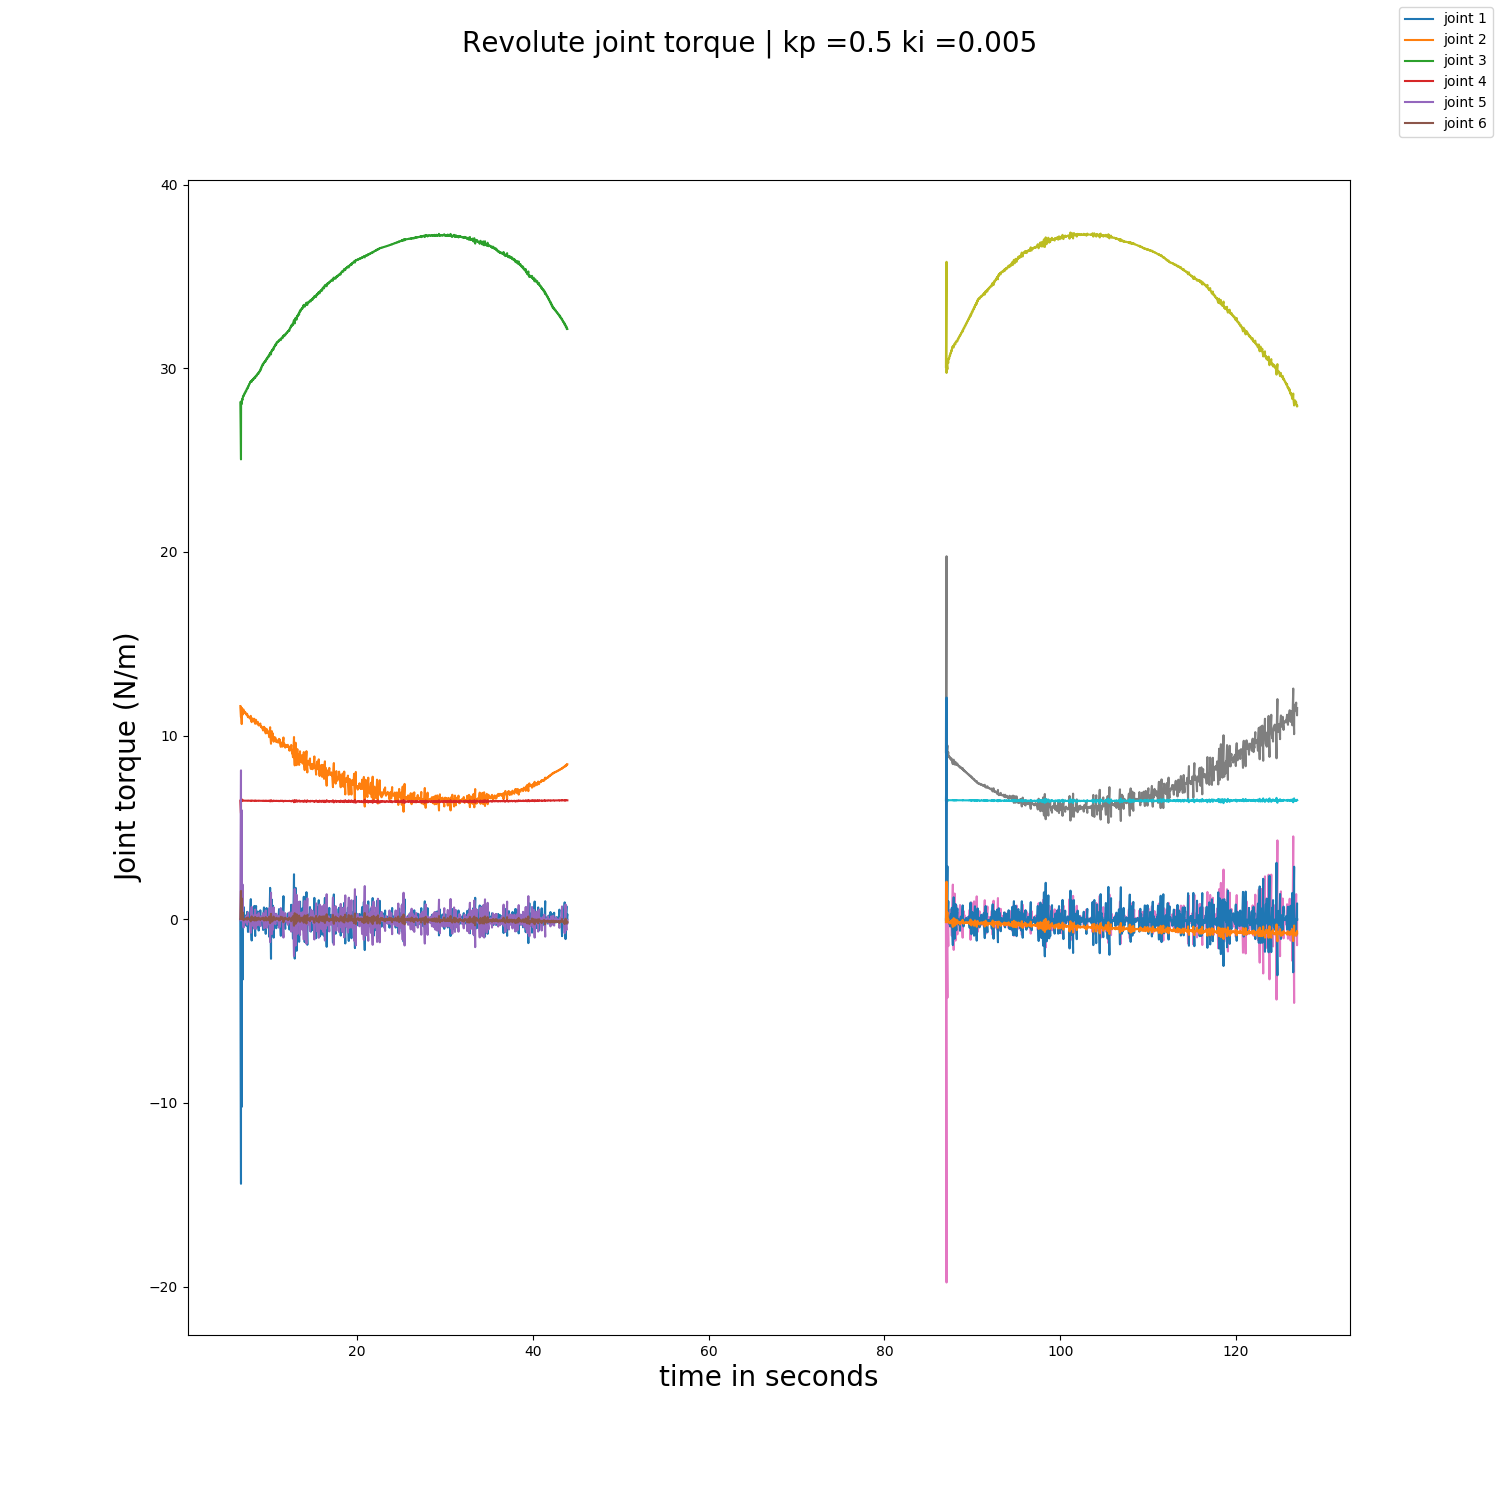 Revolute joint torque | kp =0.5 ki =0.005
joint 1
joint 2
joint 3
joint 4
joint 5
joint 6
40
30
20
10
0
−10
−20
Joint torque (N/m)
20 40 60 80 100 120
time in seconds